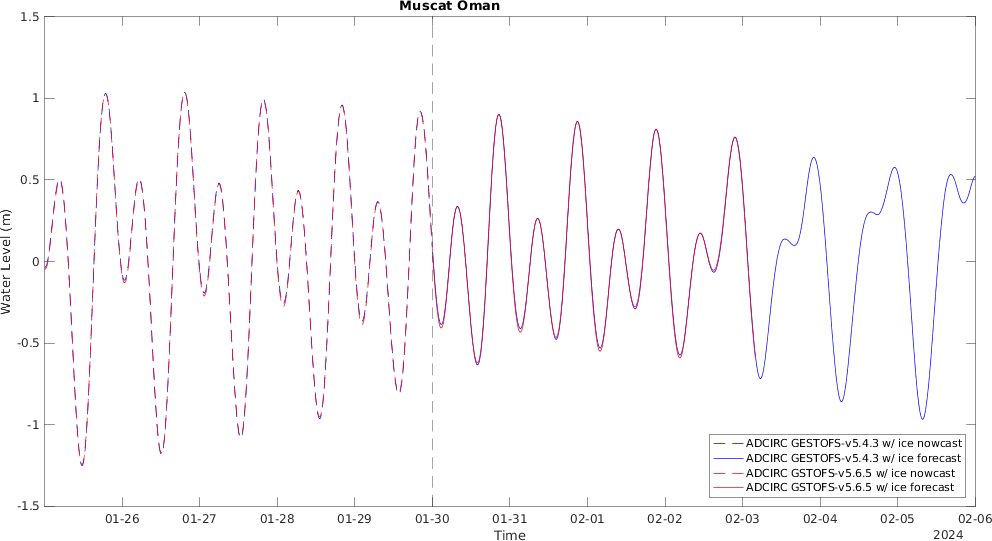 Muscat Oman
Water Level (m)
1.5
1
0.5
0
-0.5
-1
-1.5
01-26 01-27 01-28 01-29 01-30 01-31 02-01 02-02 02-03 02-04 02-05 02-06
Time
2024
ADCIRC GESTOFS-v5.4.3 w/ ice nowcast
ADCIRC GESTOFS-v5.4.3 w/ ice forecast
ADCIRC GSTOFS-v5.6.5 w/ ice nowcast
ADCIRC GSTOFS-v5.6.5 w/ ice forecast